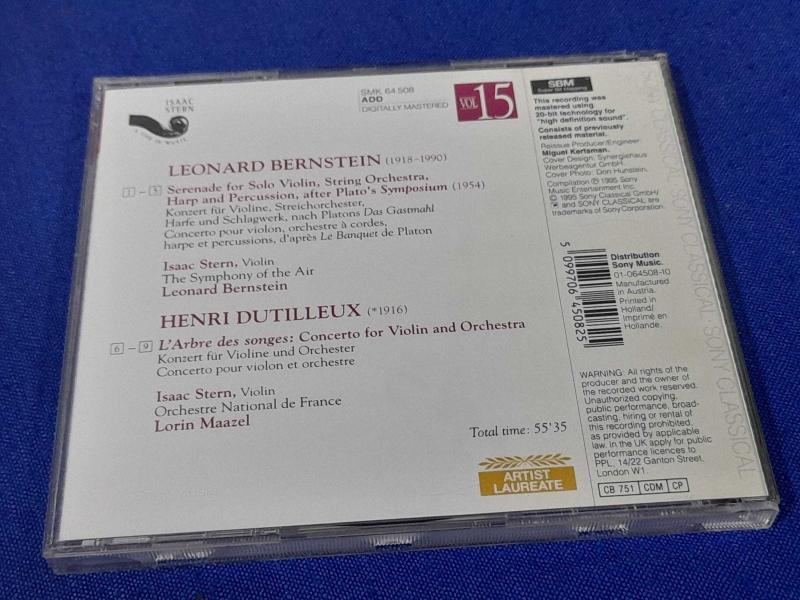 ISAAC
STERN
A LIFE IN MUSIC
SMK 64 508
ADD
DIGITALLY MASTERED
VOL 15
LEONARD BERNSTEIN (1918–1990)
1 – 5 Serenade for Solo Violin, String Orchestra,
Harp and Percussion, after Plato's Symposium (1954)
Konzert für Violine, Streichorchester,
Harfe und Schlagwerk, nach Platons Das Gastmahl
Concerto pour violon, orchestre à cordes,
harpe et percussions, d'après Le Banquet de Platon
Isaac Stern, Violin
The Symphony of the Air
Leonard Bernstein
HENRI DUTILLEUX (*1916)
6 – 9 L'Arbre des songes: Concerto for Violin and Orchestra
Konzert für Violine und Orchester
Concerto pour violon et orchestre
Isaac Stern, Violin
Orchestre National de France
Lorin Maazel
Total time: 55'35
ARTIST
LAUREATE
SBM
Super Bit Mapping
This recording was
mastered using
20-bit technology for
"high definition sound".
Consists of previously
released material.
Reissue Producer/Engineer:
Miguel Kertsman.
Cover Design: Synergiehaus
Werbeagentur GmbH.
Cover Photo: Don Hunstein.
Compilation ℗ 1995 Sony
Music Entertainment Inc.
© 1995 Sony Classical GmbH/
and SONY CLASSICAL are
trademarks of Sony Corporation.
5 099706 450825
Distribution
Sony Music.
01-064508-10
Manufactured
in Austria.
Printed in
Holland/
Imprimé en
Hollande.
WARNING: All rights of the
producer and the owner of
the recorded work reserved.
Unauthorized copying,
public performance, broad-
casting, hiring or rental of
this recording prohibited,
as provided by applicable
law. In the UK apply for public
performance licences to
PPL, 14/22 Ganton Street,
London W1.
CB 751 CDM CP
SONY CLASSICAL SONY CLASSICAL